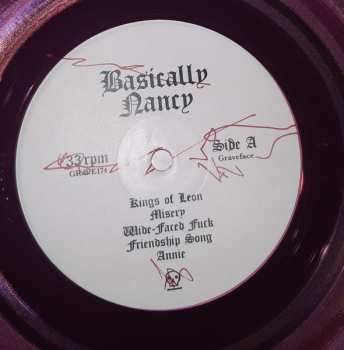 Basically
Nancy
33rpm
GRAVE174
Side A
Graveface
Kings of Leon
Misery
Wide-Faced Fuck
Friendship Song
Annie